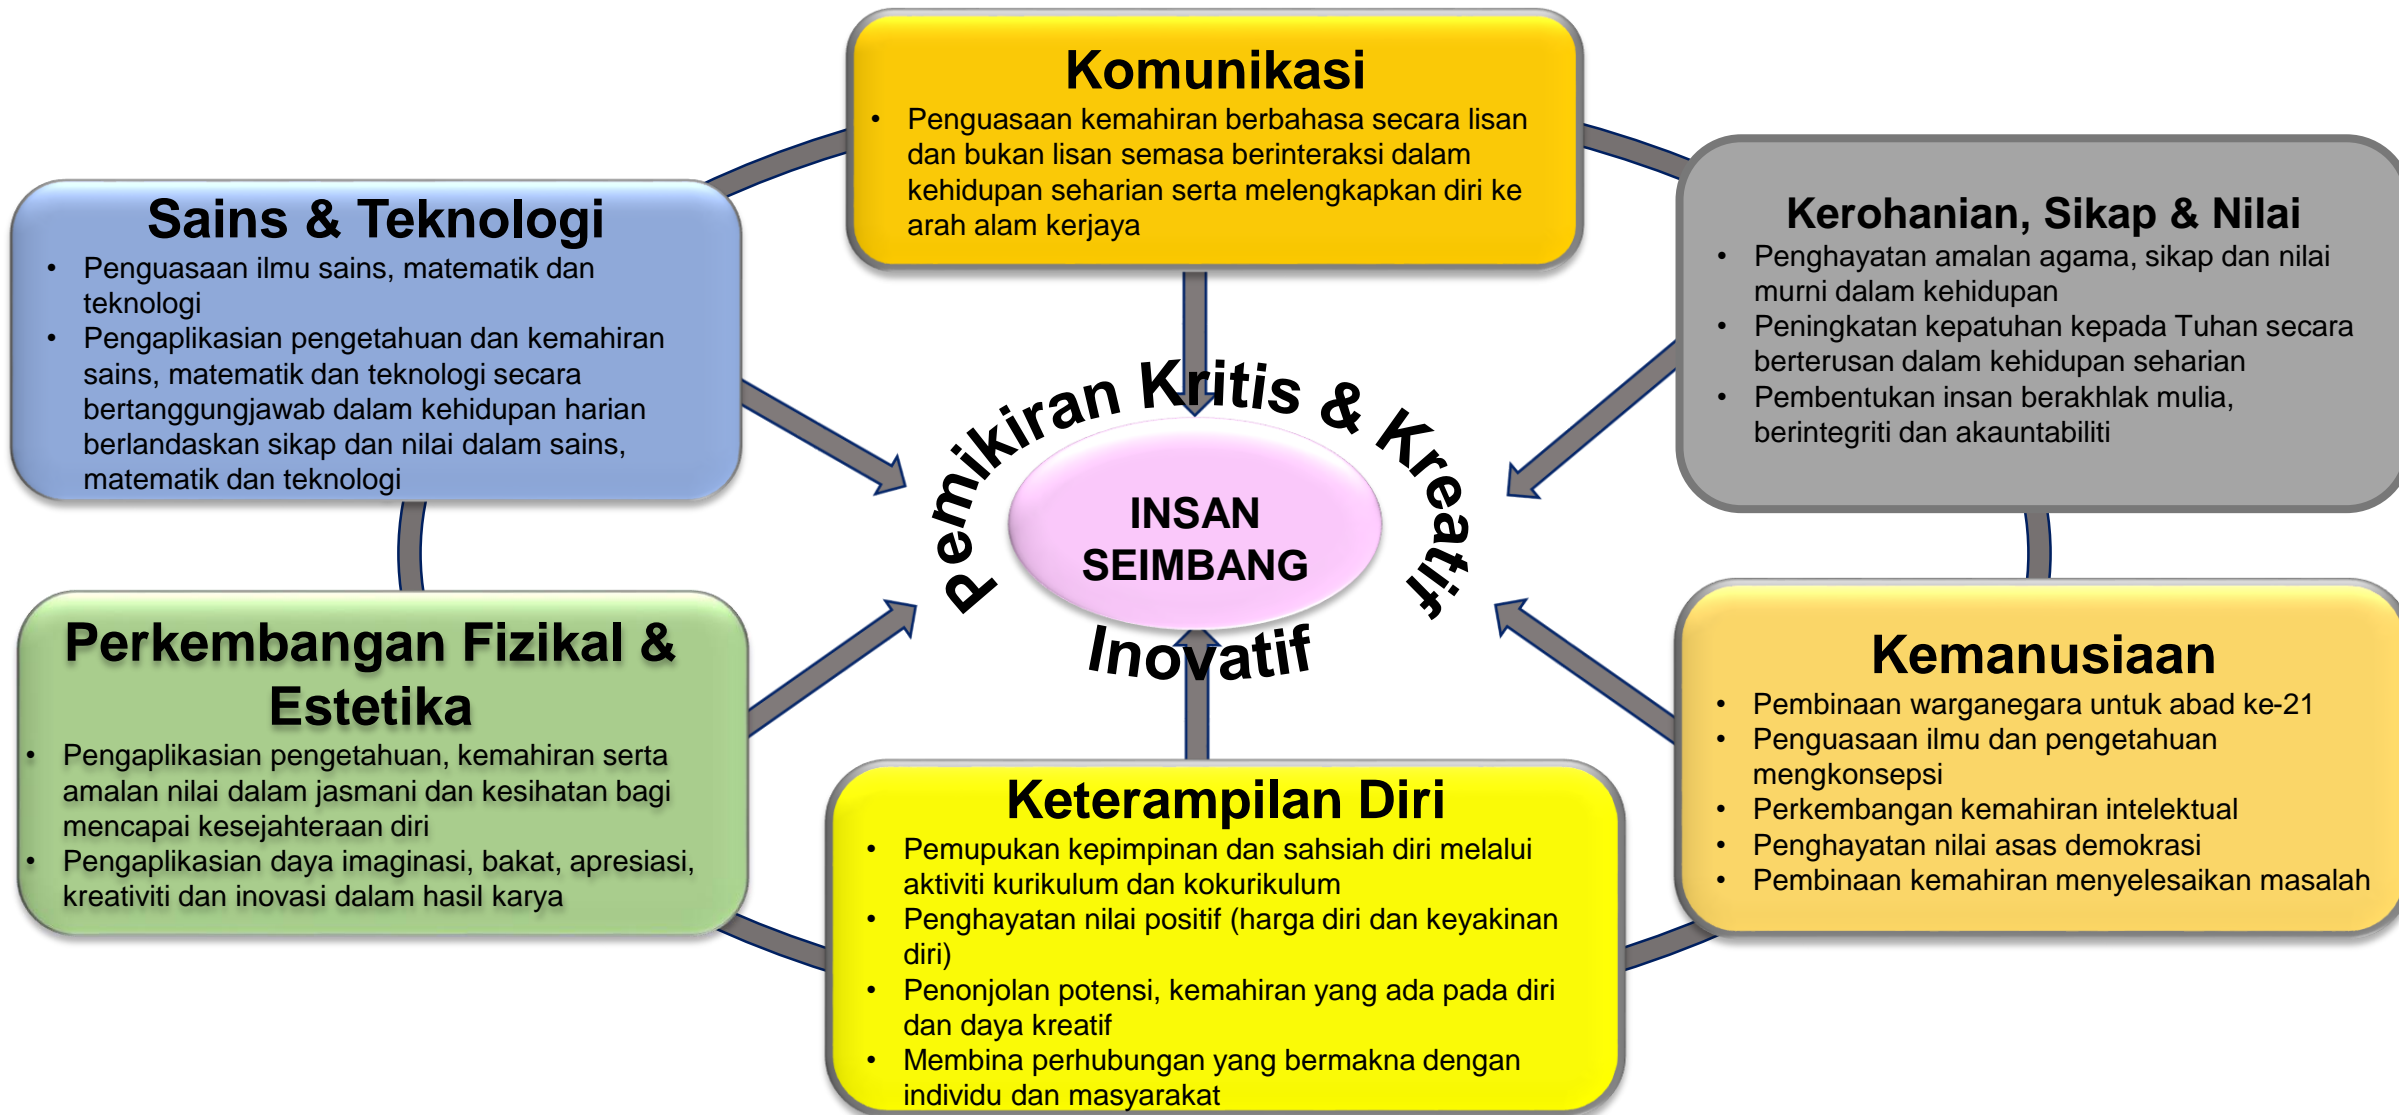 Komunikasi
• Penguasaan kemahiran berbahasa secara lisan
dan bukan lisan semasa berinteraksi dalam
kehidupan seharian serta melengkapkan diri ke
arah alam kerjaya
Sains & Teknologi
• Penguasaan ilmu sains, matematik dan
teknologi
• Pengaplikasian pengetahuan dan kemahiran
sains, matematik dan teknologi secara
bertanggungjawab dalam kehidupan harian
berlandaskan sikap dan nilai dalam sains,
matematik dan teknologi
Kerohanian, Sikap & Nilai
• Penghayatan amalan agama, sikap dan nilai
murni dalam kehidupan
• Peningkatan kepatuhan kepada Tuhan secara
berterusan dalam kehidupan seharian
• Pembentukan insan berakhlak mulia,
berintegriti dan akauntabiliti
Pemikiran Kritis & Kreatif
INSAN
SEIMBANG
Inovatif
Perkembangan Fizikal &
Estetika
• Pengaplikasian pengetahuan, kemahiran serta
amalan nilai dalam jasmani dan kesihatan bagi
mencapai kesejahteraan diri
• Pengaplikasian daya imaginasi, bakat, apresiasi,
kreativiti dan inovasi dalam hasil karya
Kemanusiaan
• Pembinaan warganegara untuk abad ke-21
• Penguasaan ilmu dan pengetahuan
mengkonsepsi
• Perkembangan kemahiran intelektual
• Penghayatan nilai asas demokrasi
• Pembinaan kemahiran menyelesaikan masalah
Keterampilan Diri
• Pemupukan kepimpinan dan sahsiah diri melalui
aktiviti kurikulum dan kokurikulum
• Penghayatan nilai positif (harga diri dan keyakinan
diri)
• Penonjolan potensi, kemahiran yang ada pada diri
dan daya kreatif
• Membina perhubungan yang bermakna dengan
individu dan masyarakat